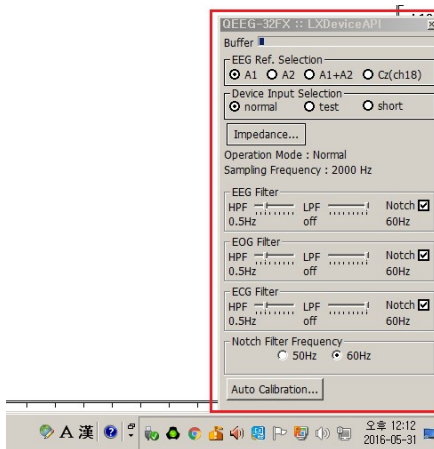 QEEG-32FX :: LXDeviceAPI
Buffer
EEG Ref. Selection
A1 A2 A1+A2 Cz(ch18)
Device Input Selection
normal test short
Impedance...
Operation Mode : Normal
Sampling Frequency : 2000 Hz
EEG Filter
HPF LPF Notch
0.5Hz off 60Hz
EOG Filter
HPF LPF Notch
0.5Hz off 60Hz
ECG Filter
HPF LPF Notch
0.5Hz off 60Hz
Notch Filter Frequency
50Hz 60Hz
Auto Calibration...
A 漢
오후 12:12
2016-05-31